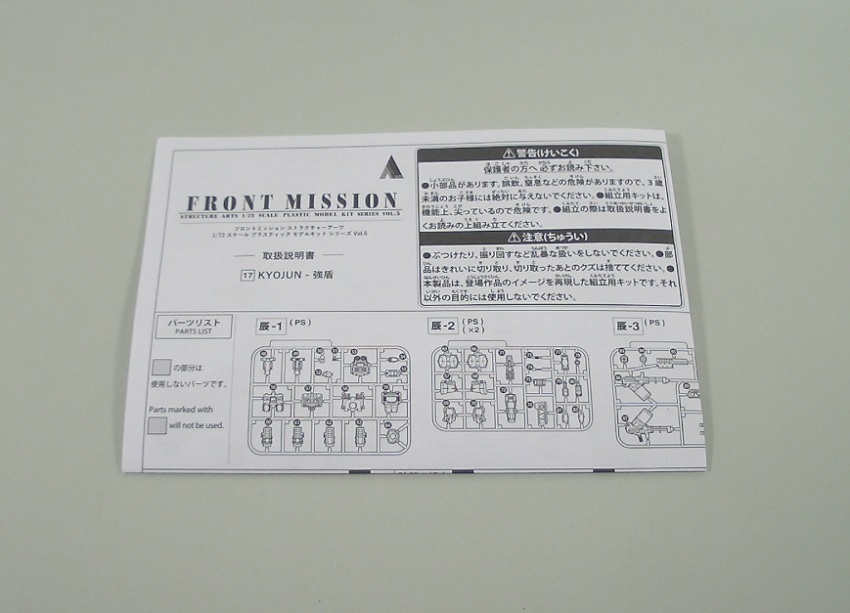 FRONT MISSION
STRUCTURE ARTS 1/72 SCALE PLASTIC MODEL KIT SERIES VOL.5
フロントミッション ストラクチャーアーツ
1/72 スケール プラスティック モデルキット シリーズ Vol.5
取扱説明書
17 KYOJUN - 強盾
⚠警告(けいこく)
保護者の方へ必ずお読み下さい。
●小部品があります。誤飲、窒息などの危険がありますので、3歳
未満のお子様には絶対に与えないでください。●組立用キットは、
機能上、尖っているので危険です。●組立の際は取扱説明書をよ
くお読みの上組み立てください。
⚠注意(ちゅうい)
●ぶつけたり、振り回すなど乱暴な扱いをしないでください。●部
品はきれいに切り取り、切り取ったあとのクズは捨ててください。●
本製品は、登場作品のイメージを再現した組立用キットです。それ
以外の目的には使用しないでください。
パーツリスト
PARTS LIST
の部分は
使用しないパーツです。
Parts marked with
will not be used.
辰-1 (PS)
辰-2 (PS)
(×2)
辰-3 (PS)